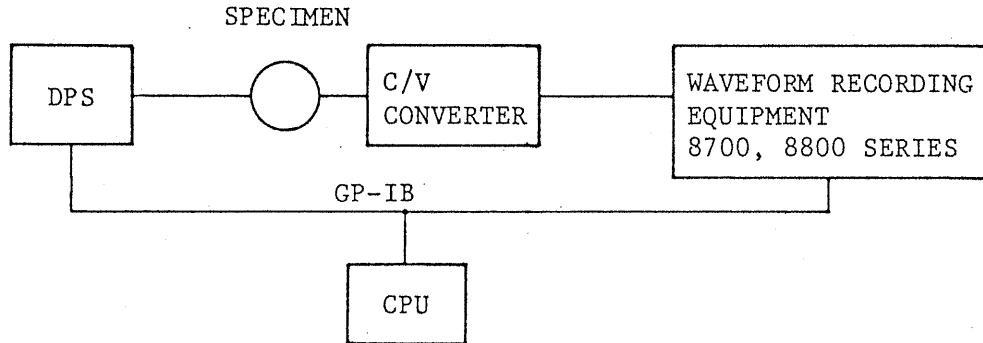 SPECIMEN
DPS
C/V
CONVERTER
WAVEFORM RECORDING
EQUIPMENT
8700, 8800 SERIES
GP-IB
CPU